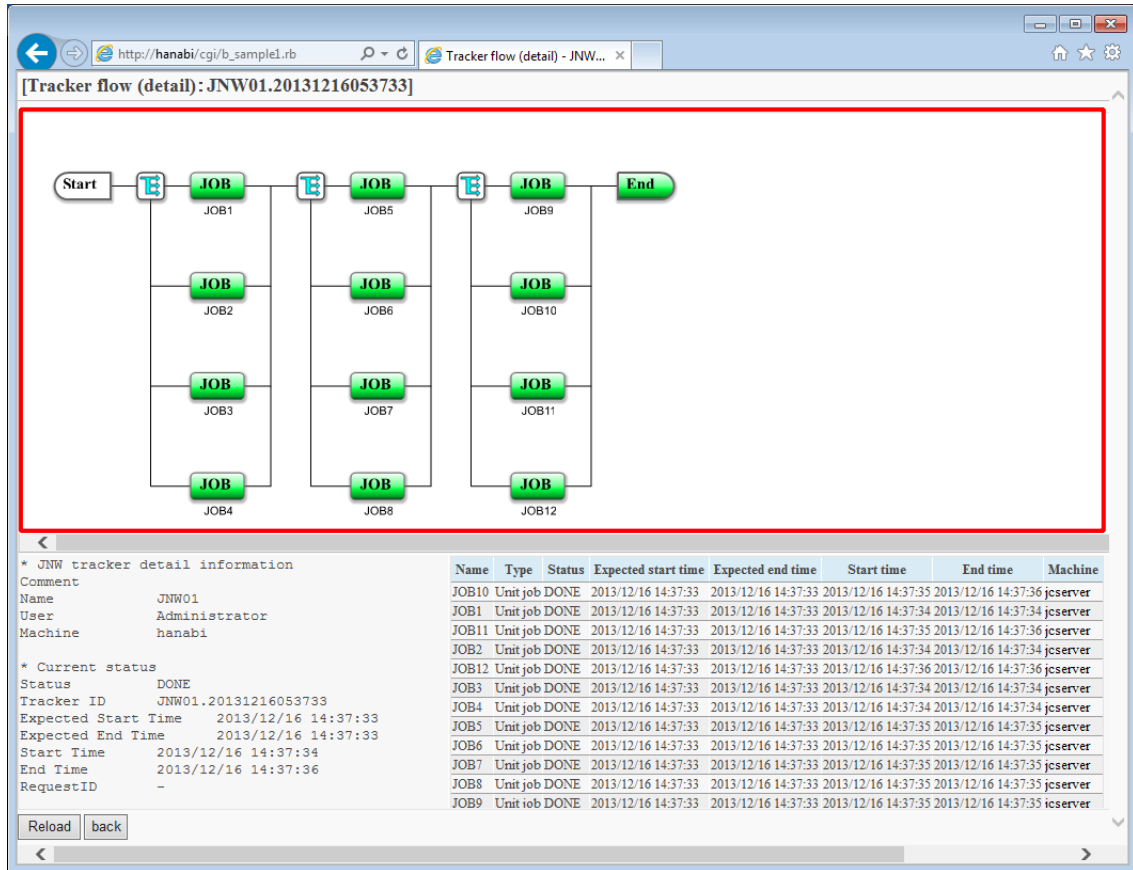 http://hanabi/cgi/b_sample1.rb
Tracker flow (detail) - JNW...
[Tracker flow (detail): JNW01.20131216053733]
Start JOB JOB JOB End
JOB1 JOB5 JOB9
JOB JOB JOB
JOB2 JOB6 JOB10
JOB JOB JOB
JOB3 JOB7 JOB11
JOB JOB JOB
JOB4 JOB8 JOB12
* JNW tracker detail information
Comment
Name JNW01
User Administrator
Machine hanabi
* Current status
Status DONE
Tracker ID JNW01.20131216053733
Expected Start Time 2013/12/16 14:37:33
Expected End Time 2013/12/16 14:37:33
Start Time 2013/12/16 14:37:34
End Time 2013/12/16 14:37:36
RequestID -
Name Type Status Expected start time Expected end time Start time End time Machine
JOB10 Unit job DONE 2013/12/16 14:37:33 2013/12/16 14:37:33 2013/12/16 14:37:35 2013/12/16 14:37:36 jcserver
JOB1 Unit job DONE 2013/12/16 14:37:33 2013/12/16 14:37:33 2013/12/16 14:37:34 2013/12/16 14:37:34 jcserver
JOB11 Unit job DONE 2013/12/16 14:37:33 2013/12/16 14:37:33 2013/12/16 14:37:35 2013/12/16 14:37:36 jcserver
JOB2 Unit job DONE 2013/12/16 14:37:33 2013/12/16 14:37:33 2013/12/16 14:37:34 2013/12/16 14:37:34 jcserver
JOB12 Unit job DONE 2013/12/16 14:37:33 2013/12/16 14:37:33 2013/12/16 14:37:36 2013/12/16 14:37:36 jcserver
JOB3 Unit job DONE 2013/12/16 14:37:33 2013/12/16 14:37:33 2013/12/16 14:37:34 2013/12/16 14:37:34 jcserver
JOB4 Unit job DONE 2013/12/16 14:37:33 2013/12/16 14:37:33 2013/12/16 14:37:34 2013/12/16 14:37:34 jcserver
JOB5 Unit job DONE 2013/12/16 14:37:33 2013/12/16 14:37:33 2013/12/16 14:37:35 2013/12/16 14:37:35 jcserver
JOB6 Unit job DONE 2013/12/16 14:37:33 2013/12/16 14:37:33 2013/12/16 14:37:35 2013/12/16 14:37:35 jcserver
JOB7 Unit job DONE 2013/12/16 14:37:33 2013/12/16 14:37:33 2013/12/16 14:37:35 2013/12/16 14:37:35 jcserver
JOB8 Unit job DONE 2013/12/16 14:37:33 2013/12/16 14:37:33 2013/12/16 14:37:35 2013/12/16 14:37:35 jcserver
JOB9 Unit job DONE 2013/12/16 14:37:33 2013/12/16 14:37:33 2013/12/16 14:37:35 2013/12/16 14:37:35 jcserver
Reload back